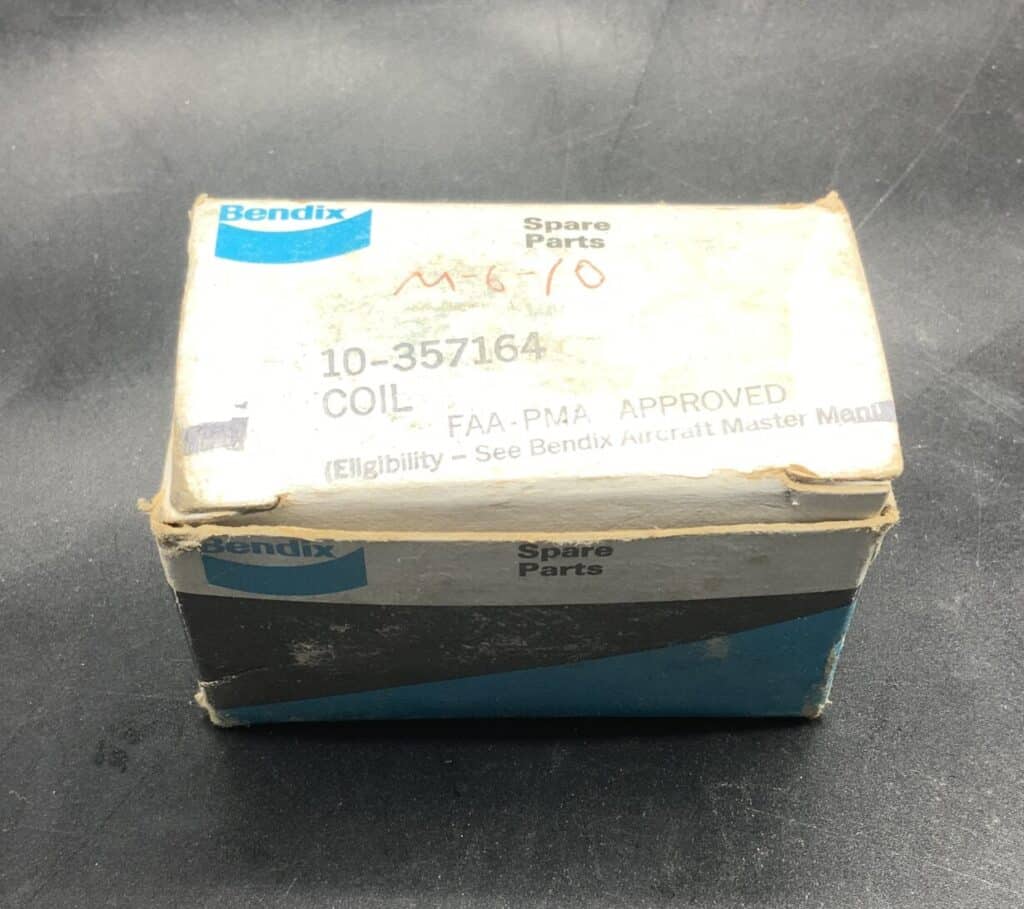 Bendix
Spare
Parts
M-6-10
10-357164
COIL
FAA-PMA APPROVED
(Eligibility – See Bendix Aircraft Master
Bendix
Spare
Parts